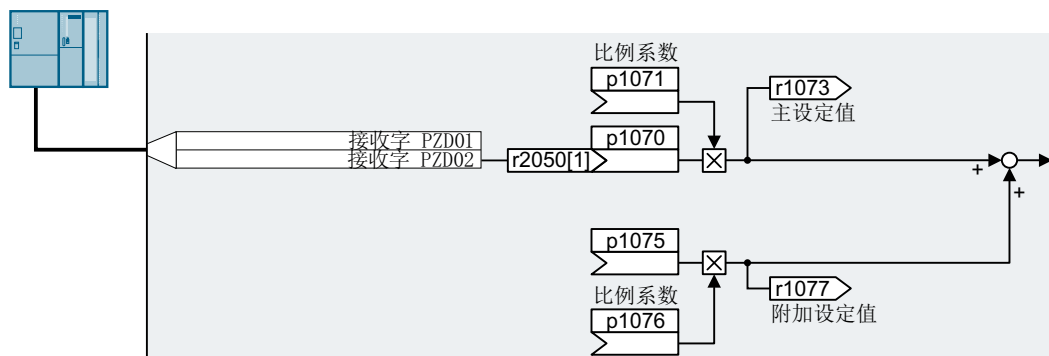 比例系数
p1071
r1073
主设定值
接收字 PZD01
p1070
接收字 PZD02
r2050[1]
+
+
p1075
比例系数
r1077
p1076
附加设定值